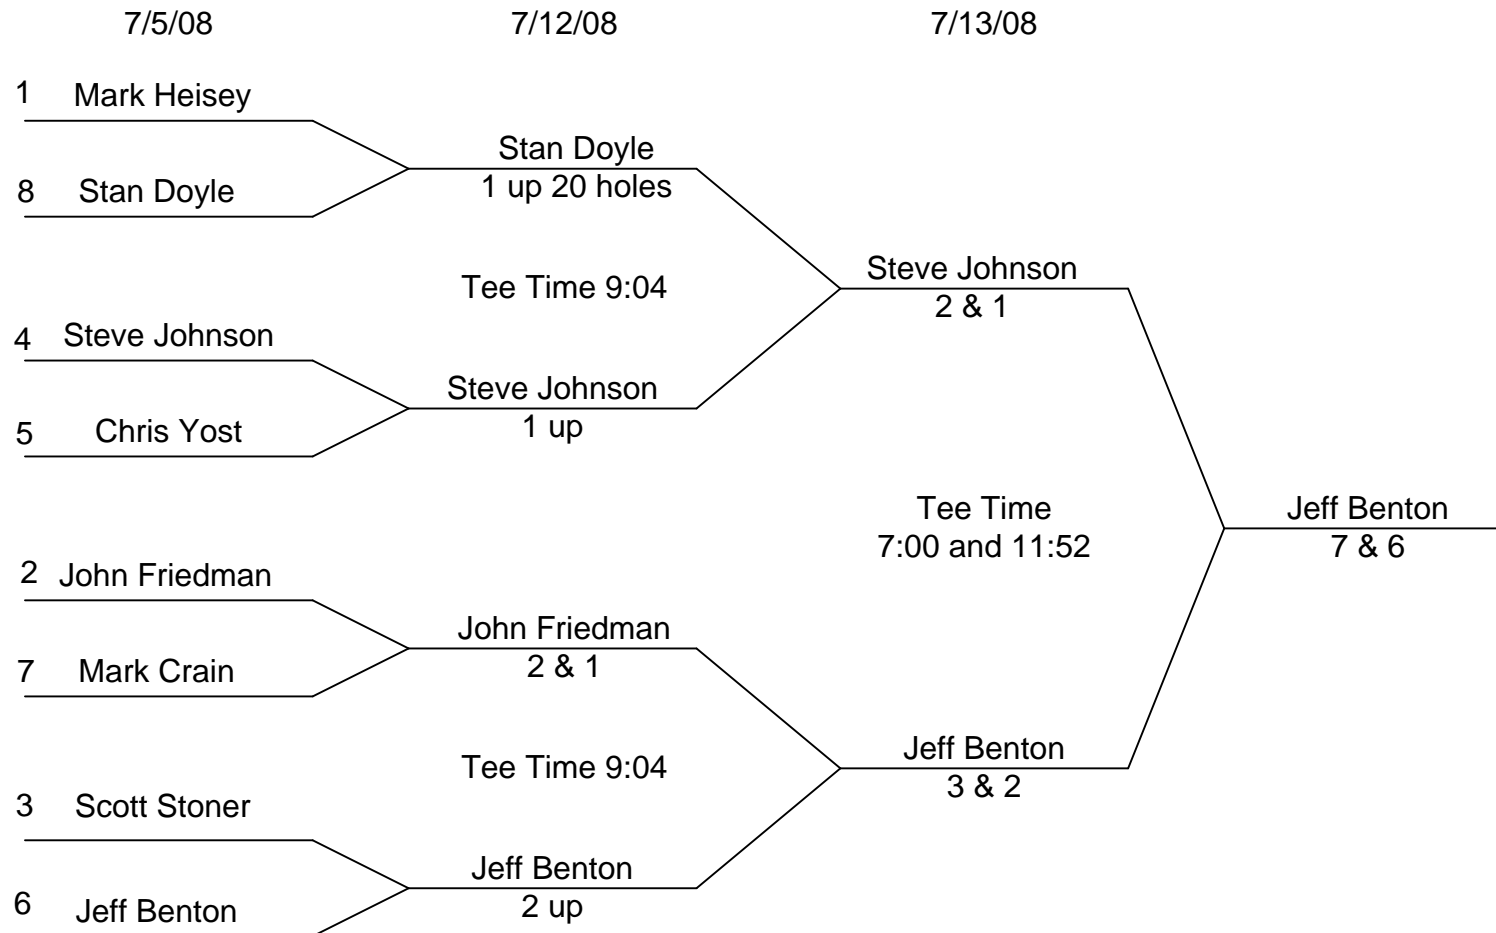 7/5/08 7/12/08 7/13/08
1 Mark Heisey
Stan Doyle
1 up 20 holes
8 Stan Doyle
Tee Time 9:04
Steve Johnson
2 & 1
4 Steve Johnson
Steve Johnson
1 up
5 Chris Yost
Tee Time
7:00 and 11:52
Jeff Benton
7 & 6
2 John Friedman
John Friedman
2 & 1
7 Mark Crain
Tee Time 9:04
Jeff Benton
3 & 2
3 Scott Stoner
Jeff Benton
2 up
6 Jeff Benton